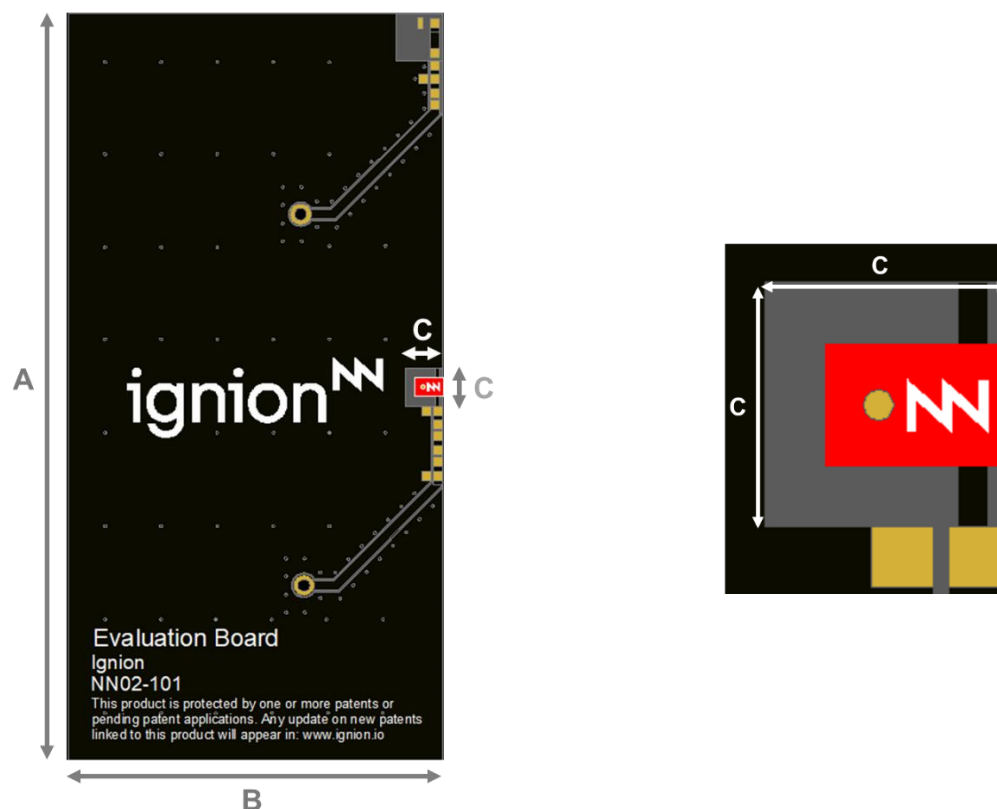 A
C
C
ignion
Evaluation Board
Ignion
NN02-101
This product is protected by one or more patents or
pending patent applications. Any update on new patents
linked to this product will appear in: www.ignion.io
B
C
C